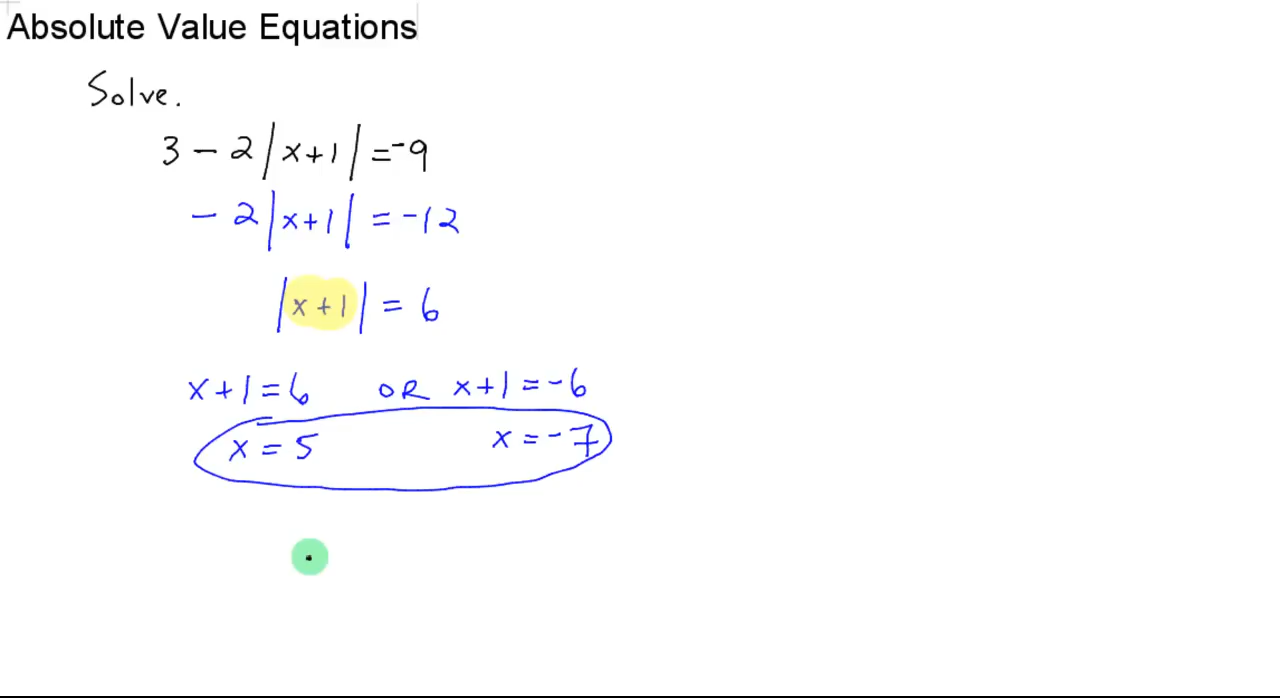 Absolute Value Equations
Solve.
3 - 2|x+1| = -9
- 2|x+1| = -12
|x+1| = 6
x+1 = 6 OR x+1 = -6
x = 5 x = -7